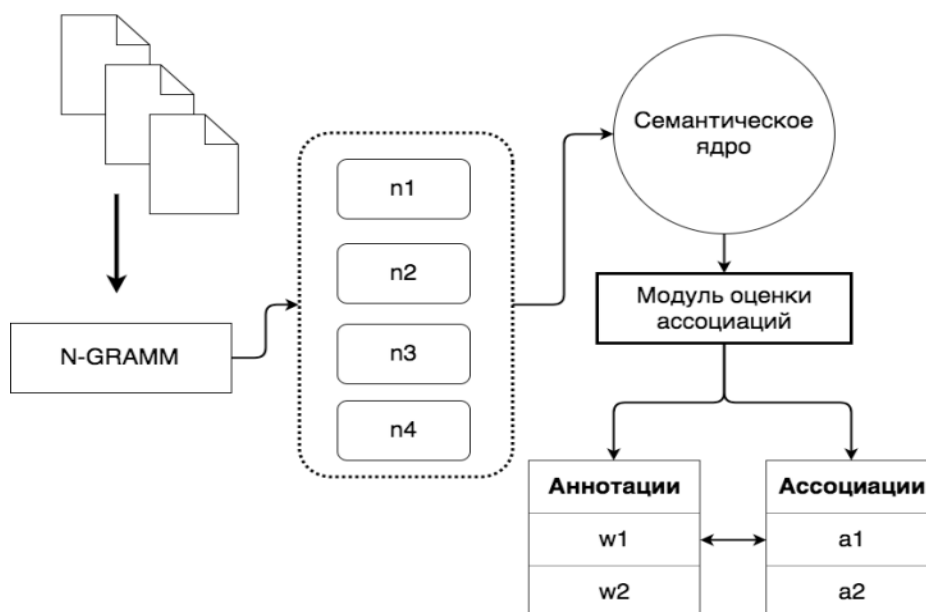 N-GRAMM
n1
n2
n3
n4
Семантическое
ядро
Модуль оценки
ассоциаций
Аннотации
w1
w2
Ассоциации
a1
a2